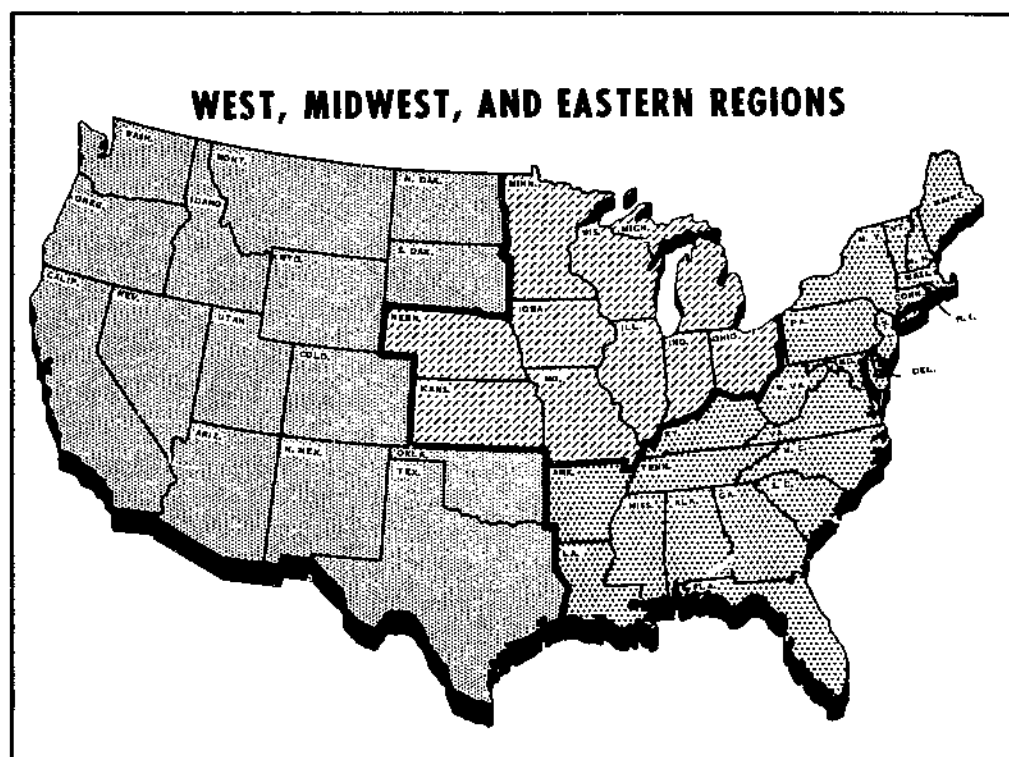 WEST, MIDWEST, AND EASTERN REGIONS
WASH.
MONT.
N. DAK.
MINN.
OREG.
IDAHO
WIS.
MICH.
MAINE
S. DAK.
N. Y.
WYO.
CALIF.
NEV.
MASS.
NEBR.
IOWA
R. I.
UTAH
COLO.
ILL.
IND.
OHIO
PA.
DEL.
KANS.
MO.
W. VA.
ARIZ.
N. MEX.
OKLA.
TEX.
ARK.
TENN.
N. C.
S. C.
MISS.
ALA.
GA.
LA.
FLA.